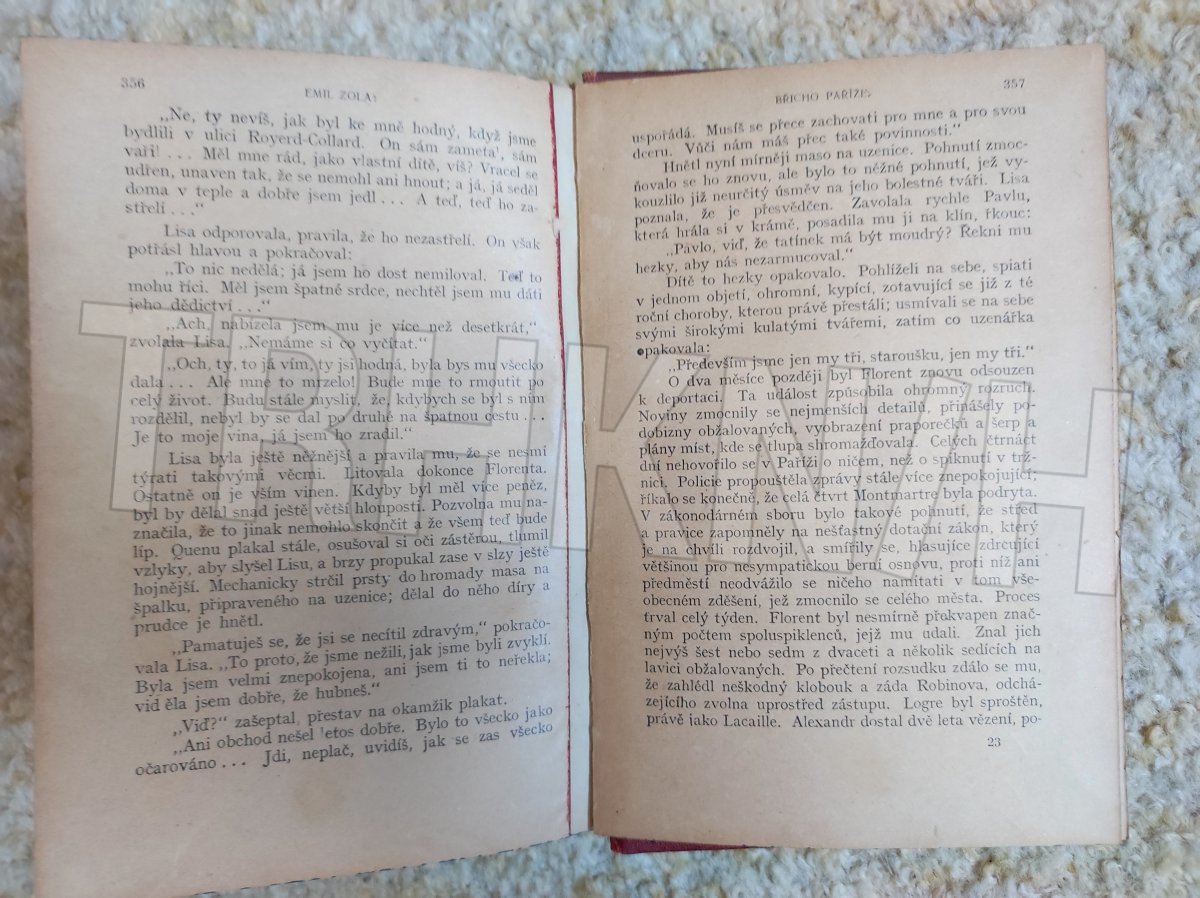 356
EMIL ZOLA:
„Ne, ty nevíš, jak byl ke mně hodný, když jsme
bydlili v ulici Royerd-Collard. On sám zameta', sám
vaři! . . . Měl mne rád, jako vlastní dítě, víš? Vracel se
udřen, unaven tak, že se nemohl ani hnout; a já, já seděl
doma v teple a dobře jsem jedl . . . A teď, teď ho za-
střelí . . .“
Lisa odporovala, pravila, že ho nezastřelí. On však
potřásl hlavou a pokračoval:
„To nic nedělá; já jsem ho dost nemiloval. Teď to
mohu říci. Měl jsem špatné srdce, nechtěl jsem mu dáti
jeho dědictví . . .“
„Ach, nabízela jsem mu je více než desetkrát,“
zvolala Lisa. „Nemáme si co vyčítat.“
„Och, ty, to já vím, ty jsi hodná, byla bys mu všecko
dala . . . Ale mne to mrzelo! Bude mne to rmoutit po
celý život. Budu stále myslit, že, kdybych se byl s ním
rozdělil, nebyl by se dal po druhé na špatnou cestu . . .
Je to moje vina, já jsem ho zradil.“
Lisa byla ještě něžnější a pravila mu, že se nesmí
týrati takovými věcmi. Litovala dokonce Florenta.
Ostatně on je vším vinen. Kdyby byl měl více peněz,
byl by dělal snad ještě větší hlouposti. Pozvolna mu na-
značila, že to jinak nemohlo skončit a že všem teď bude
líp. Quenu plakal stále, osušoval si oči zástěrou, tlumil
vzlyky, aby slyšel Lisu, a brzy propukal zase v slzy ještě
hojnější. Mechanicky strčil prsty do hromady masa na
špalku, připraveného na uzenice; dělal do něho díry a
prudce je hnětl.
„Pamatuješ se, že jsi se necítil zdravým,“ pokračo-
vala Lisa. „To proto, že jsme nežili, jak jsme byli zvyklí.
Byla jsem velmi znepokojena, ani jsem ti to neřekla;
viděla jsem dobře, že hubneš.“
„Viď?“ zašeptal, přestav na okamžik plakat.
„Ani obchod nešel letos dobře. Bylo to všecko jako
očarováno . . . Jdi, neplač, uvidíš, jak se zas všecko
357
BŘICHO PAŘÍŽE.
uspořádá. Musíš se přece zachovati pro mne a pro svou
dceru. Vůči nám máš přec také povinnosti.“
Hnětl nyní mírněji maso na uzenice. Pohnutí zmoc-
ňovalo se ho znovu, ale bylo to něžné pohnutí, jež vy-
kouzlilo již neurčitý úsměv na jeho bolestné tváři. Lisa
poznala, že je přesvědčen. Zavolala rychle Pavlu,
která hrála si v krámě, posadila mu ji na klín, řkouc:
„Pavlo, viď, že tatínek má být moudrý? Řekni mu
hezky, aby nás nezarmucoval.“
Dítě to hezky opakovalo. Pohlíželi na sebe, spiati
v jednom objetí, ohromní, kypící, zotavující se již z té
roční choroby, kterou právě přestáli; usmívali se na sebe
svými širokými kulatými tvářemi, zatím co uzenářka
opakovala:
„Především jsme jen my tři, staroušku, jen my tři.“
O dva měsíce později byl Florent znovu odsouzen
k deportaci. Ta událost způsobila ohromný rozruch.
Noviny zmocnily se nejmenších detailů, přinášely po-
dobizny obžalovaných, vyobrazení praporečků a šerp a
plány míst, kde se tlupa shromažďovala. Celých čtrnáct
dní nehovořilo se v Paříži o ničem, než o spiknutí v trž-
nici. Policie propouštěla zprávy stále více znepokojující;
říkalo se konečně, že celá čtvrt Montmartre byla podryta.
V zákonodárném sboru bylo takové pohnutí, že střed
a pravice zapomněly na nešťastný dotační zákon, který
je na chvíli rozdvojil, a smířily se, hlasujíce zdrcující
většinou pro nesympatickou berní osnovu, proti níž ani
předměstí neodvážilo se ničeho namítati v tom vše-
obecném zděšení, jež zmocnilo se celého města. Proces
trval celý týden. Florent byl nesmírně překvapen znač-
ným počtem spoluspiklenců, jejž mu udali. Znal jich
nejvýš šest nebo sedm z dvaceti a několik sedících na
lavici obžalovaných. Po přečtení rozsudku zdálo se mu,
že zahlédl neškodný klobouk a záda Robinova, odchá-
zejícího zvolna uprostřed zástupu. Logre byl sproštěn,
právě jako Lacaille. Alexandr dostal dvě leta vězení, po-
23
TRHKNIH